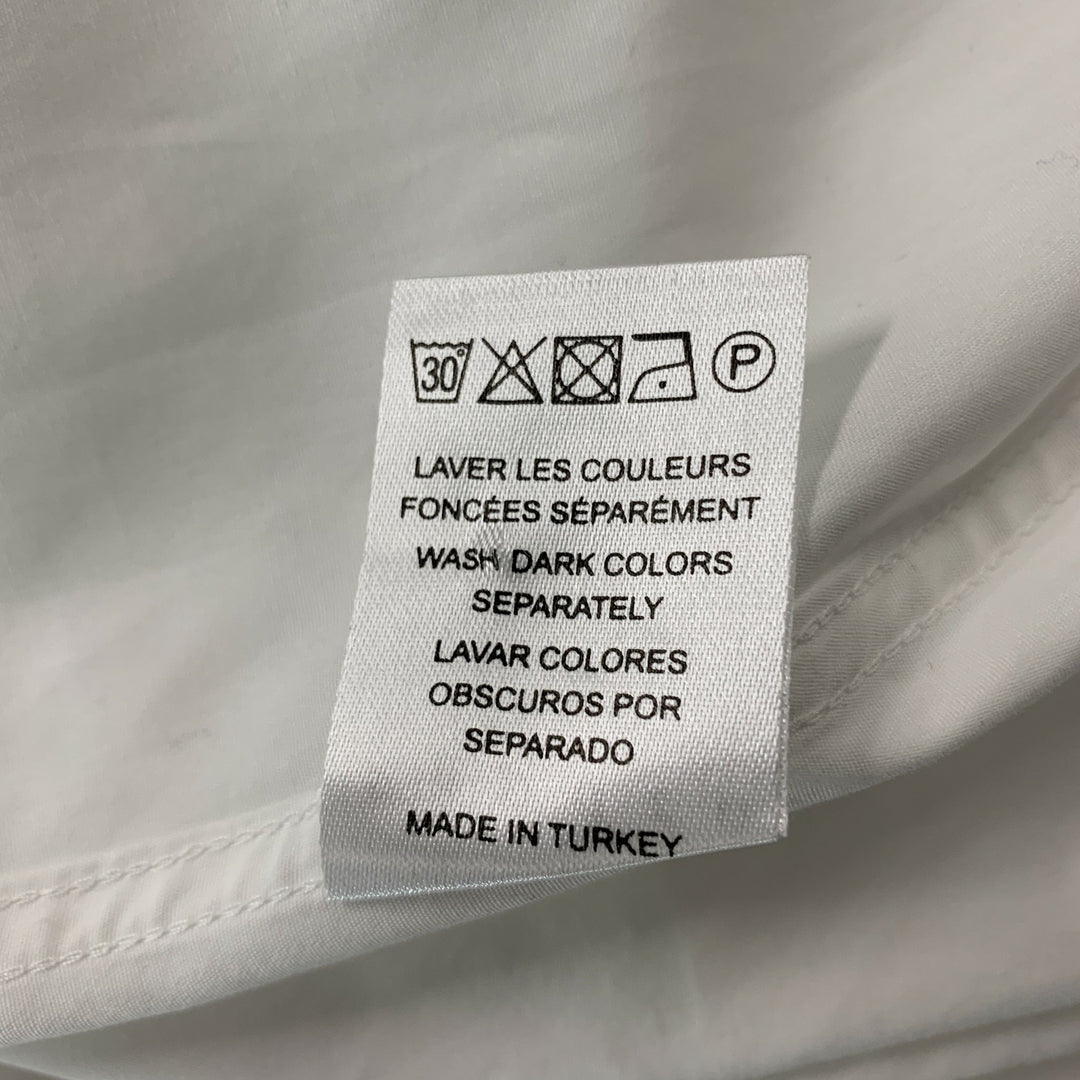 30°
P
LAVER LES COULEURS
FONCÉES SÉPARÉMENT
WASH DARK COLORS
SEPARATELY
LAVAR COLORES
OBSCUROS POR
SEPARADO
MADE IN TURKEY